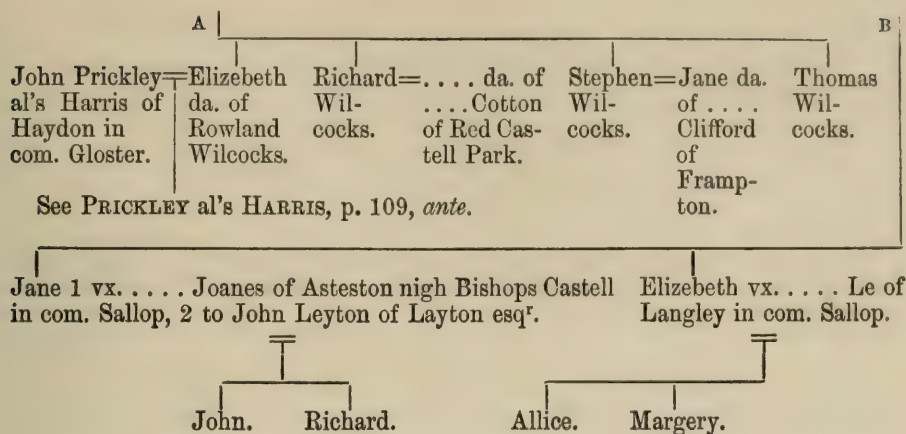 A
B
John Prickley=Elizebeth
al's Harris of
Haydon in
com. Gloster.
da. of
Rowland
Wilcocks.
Richard=.... da. of
Wil-
cocks.
....Cotton
of Red Cas-
tell Park.
Stephen=Jane da.
Wil-
cocks.
of ....
Clifford
of
Framp-
ton.
Thomas
Wil-
cocks.
See PRICKLEY al's HARRIS, p. 109, ante.
Jane 1 vx..... Joanes of Asteston nigh Bishops Castell
in com. Sallop, 2 to John Leyton of Layton esqʳ.
Elizebeth vx..... Le of
Langley in com. Sallop.
John. Richard. Allice. Margery.